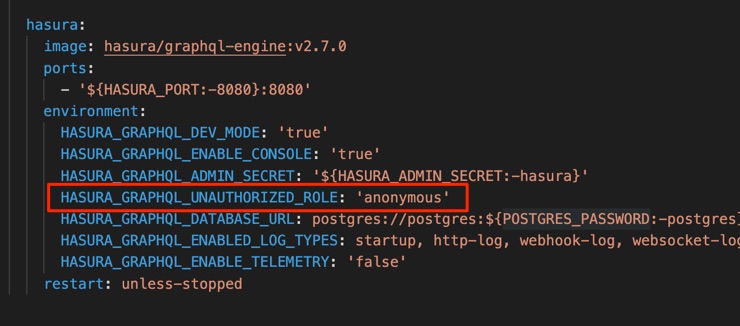 hasura:
image: hasura/graphql-engine:v2.7.0
ports:
- '${HASURA_PORT:-8080}:8080'
environment:
HASURA_GRAPHQL_DEV_MODE: 'true'
HASURA_GRAPHQL_ENABLE_CONSOLE: 'true'
HASURA_GRAPHQL_ADMIN_SECRET: '${HASURA_ADMIN_SECRET:-hasura}'
HASURA_GRAPHQL_UNAUTHORIZED_ROLE: 'anonymous'
HASURA_GRAPHQL_DATABASE_URL: postgres://postgres:${POSTGRES_PASSWORD:-postgres}
HASURA_GRAPHQL_ENABLED_LOG_TYPES: startup, http-log, webhook-log, websocket-log
HASURA_GRAPHQL_ENABLE_TELEMETRY: 'false'
restart: unless-stopped